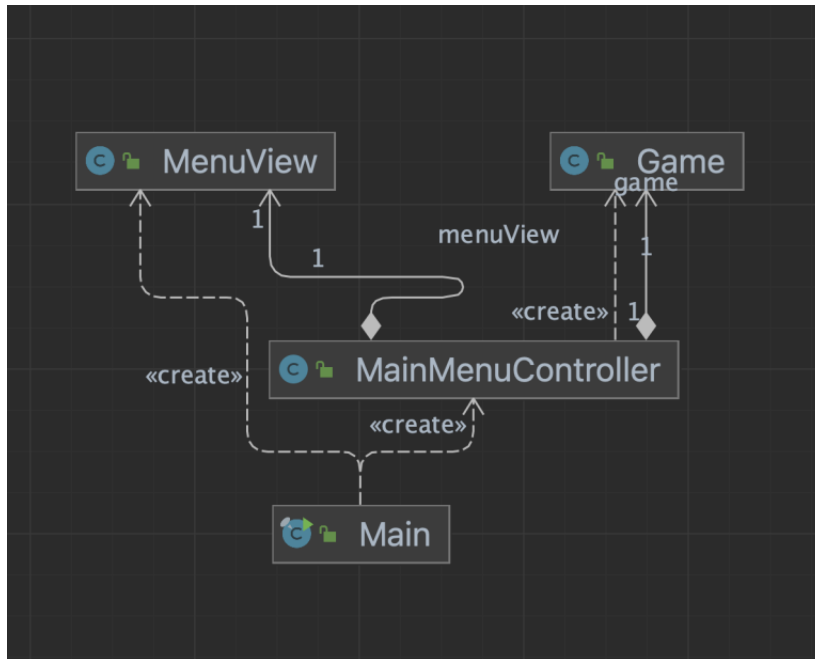 MenuView
Game
game
1
menuView
1
1
«create»
1
«create»
MainMenuController
«create»
Main